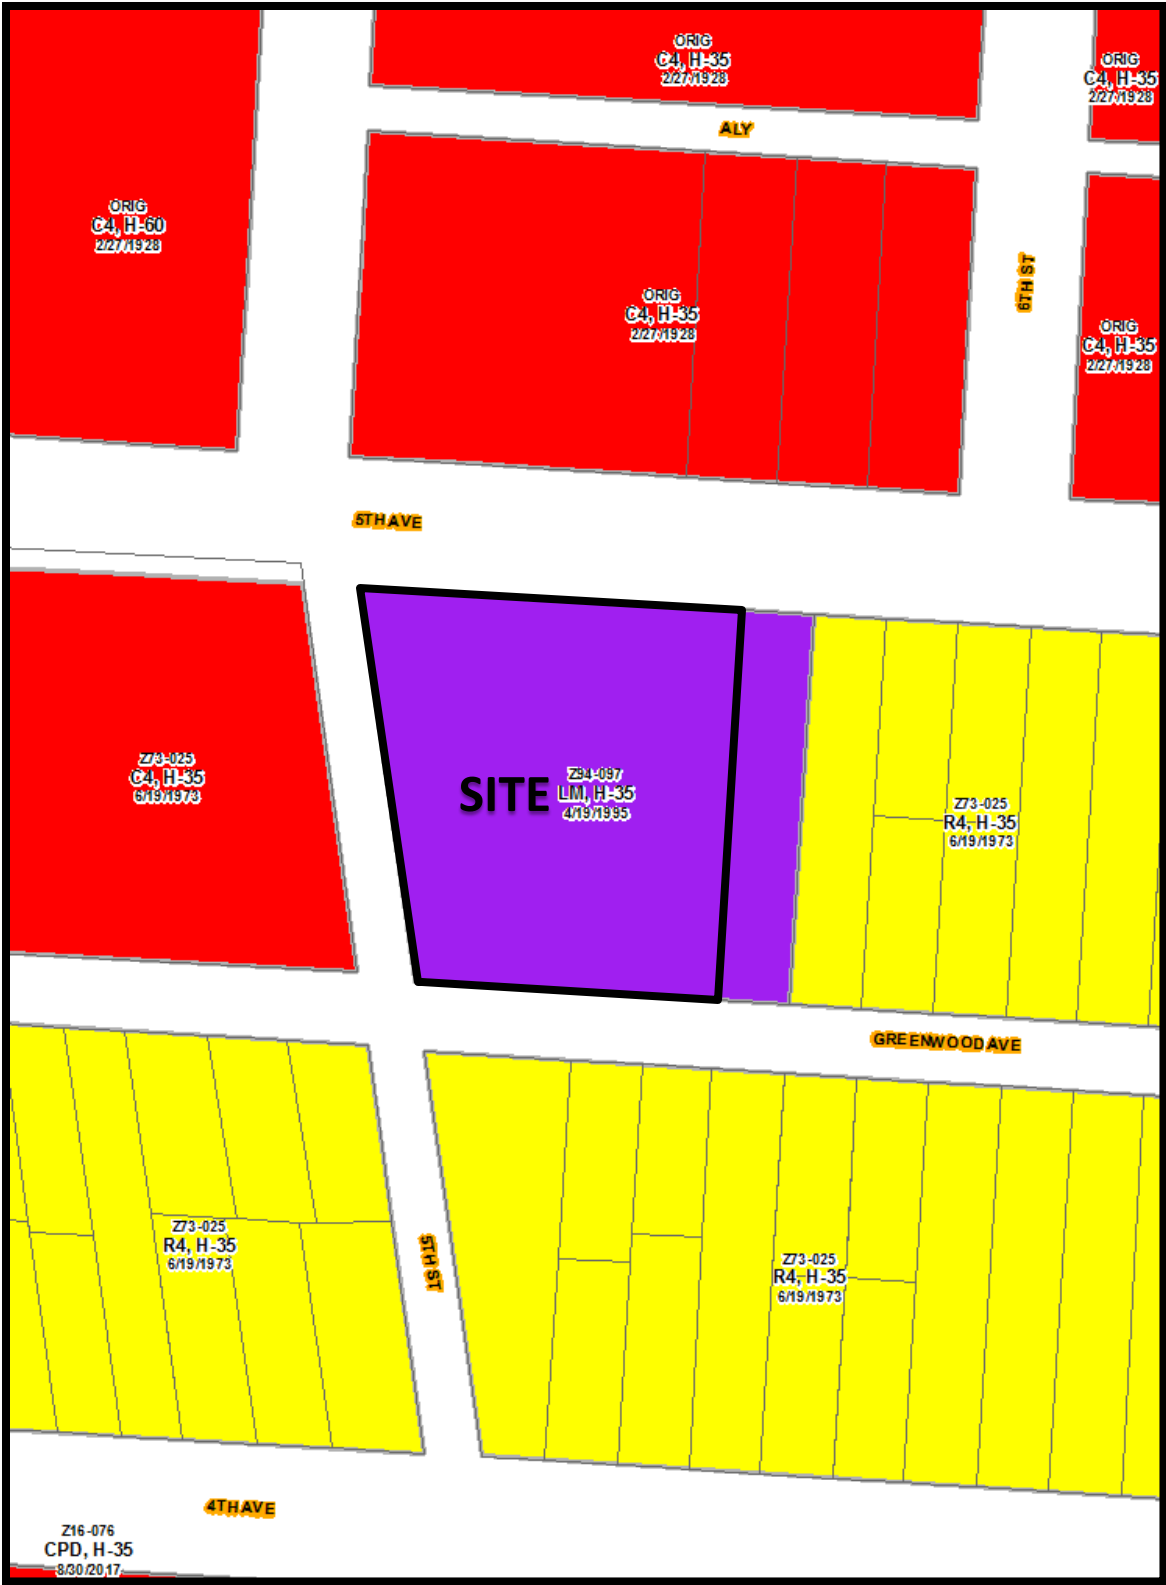 ORIG
C4, H-35
2/27/1928
ORIG
C4, H-35
2/27/1928
ALY
ORIG
C4, H-60
2/27/1928
6TH ST
ORIG
C4, H-35
2/27/1928
ORIG
C4, H-35
2/27/1928
5TH AVE
Z73-025
C4, H-35
6/19/1973
SITE
Z94-097
LM, H-35
4/19/1995
Z73-025
R4, H-35
6/19/1973
GREENWOOD AVE
Z73-025
R4, H-35
6/19/1973
5TH ST
Z73-025
R4, H-35
6/19/1973
4TH AVE
Z16-076
CPD, H-35
8/30/2017